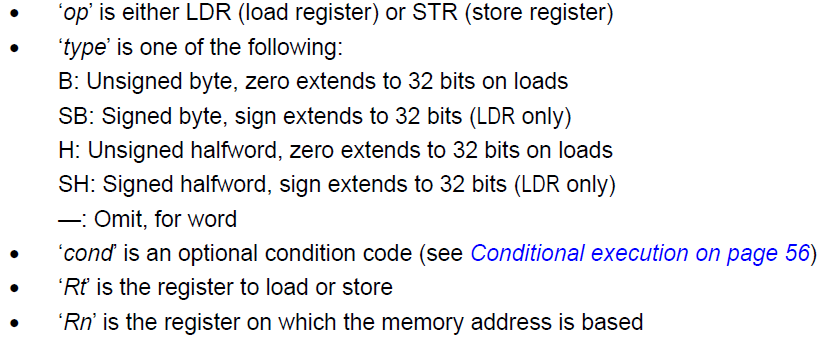 • ‘op’ is either LDR (load register) or STR (store register)
• ‘type’ is one of the following:
B: Unsigned byte, zero extends to 32 bits on loads
SB: Signed byte, sign extends to 32 bits (LDR only)
H: Unsigned halfword, zero extends to 32 bits on loads
SH: Signed halfword, sign extends to 32 bits (LDR only)
—: Omit, for word
• ‘cond’ is an optional condition code (see Conditional execution on page 56)
• ‘Rt’ is the register to load or store
• ‘Rn’ is the register on which the memory address is based